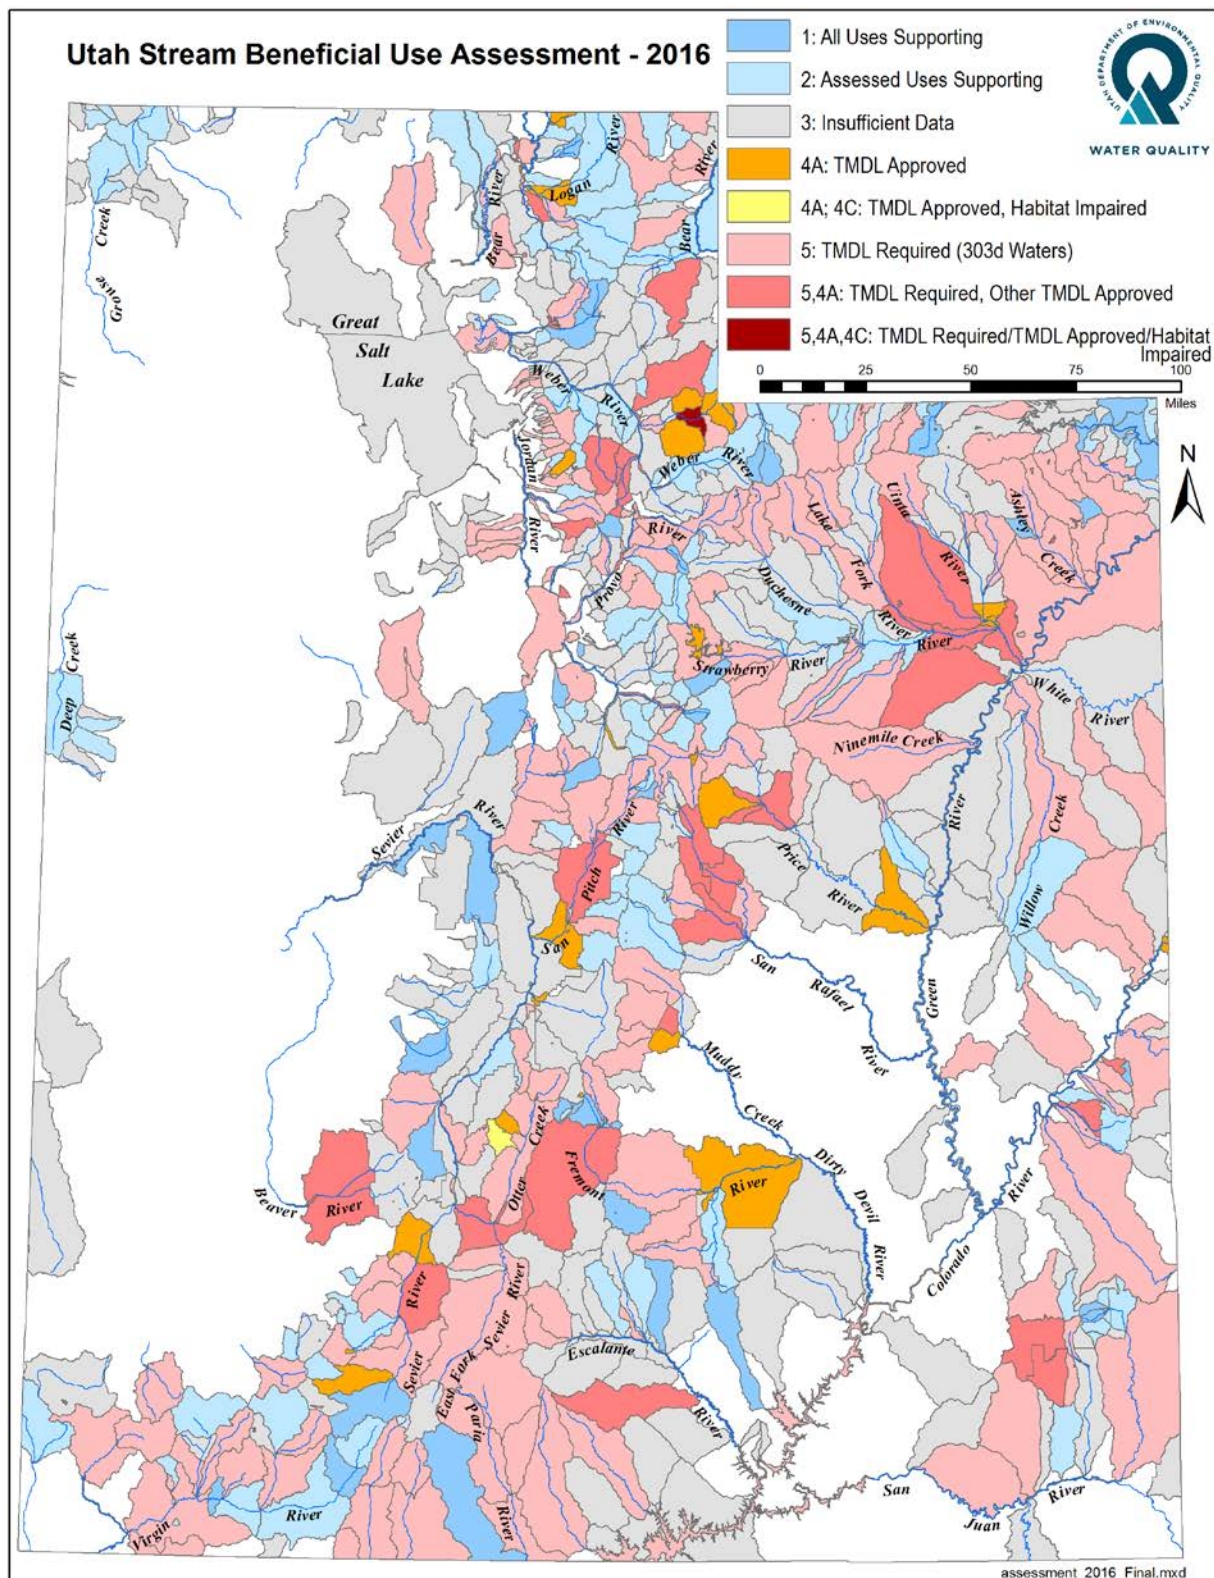 Utah Stream Beneficial Use Assessment - 2016
1: All Uses Supporting
2: Assessed Uses Supporting
3: Insufficient Data
4A: TMDL Approved
4A; 4C: TMDL Approved, Habitat Impaired
5: TMDL Required (303d Waters)
5,4A: TMDL Required, Other TMDL Approved
5,4A,4C: TMDL Required/TMDL Approved/Habitat
Impaired
0 25 50 75 100
Miles
UTAH DEPARTMENT OF ENVIRONMENTAL QUALITY
WATER QUALITY
N
Grouse Creek
Bear River
Logan River
Bear River
Great
Salt
Lake
Weber River
Weber River
Jordan River
Provo River
Lake Fork River
Uinta River
Ashley Creek
Duchesne River
Strawberry River
White River
Deep Creek
Ninemile Creek
Sevier River
San Pitch River
Price River
Willow Creek
Green River
San Rafael River
Muddy Creek
Dirty Devil River
Otter Creek
Fremont River
Beaver River
Colorado River
Sevier River
East Fork Sevier River
Escalante River
Paria River
Virgin River
San Juan River
assessment_2016_Final.mxd